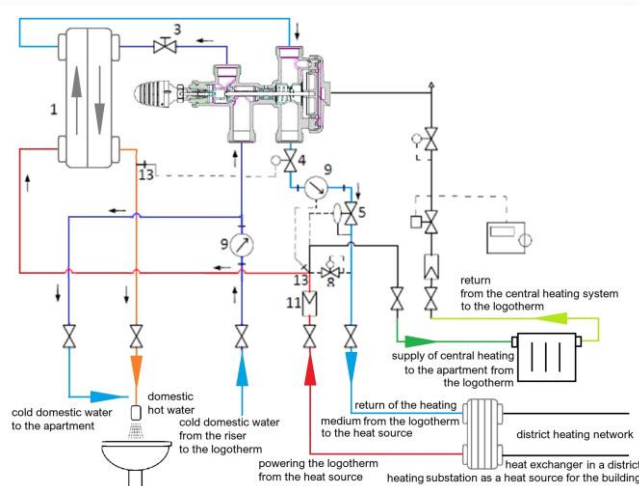 3
1
4
9
13
5
9
13
8
11
return
from the central heating system
to the logotherm
supply of central heating
to the apartment from
the logotherm
cold domestic water
to the apartment
domestic
hot water
cold domestic water
from the riser
to the logotherm
return of the heating
medium from the logotherm
to the heat source
district heating network
powering the logotherm
from the heat source
heat exchanger in a district
heating substation as a heat source for the building